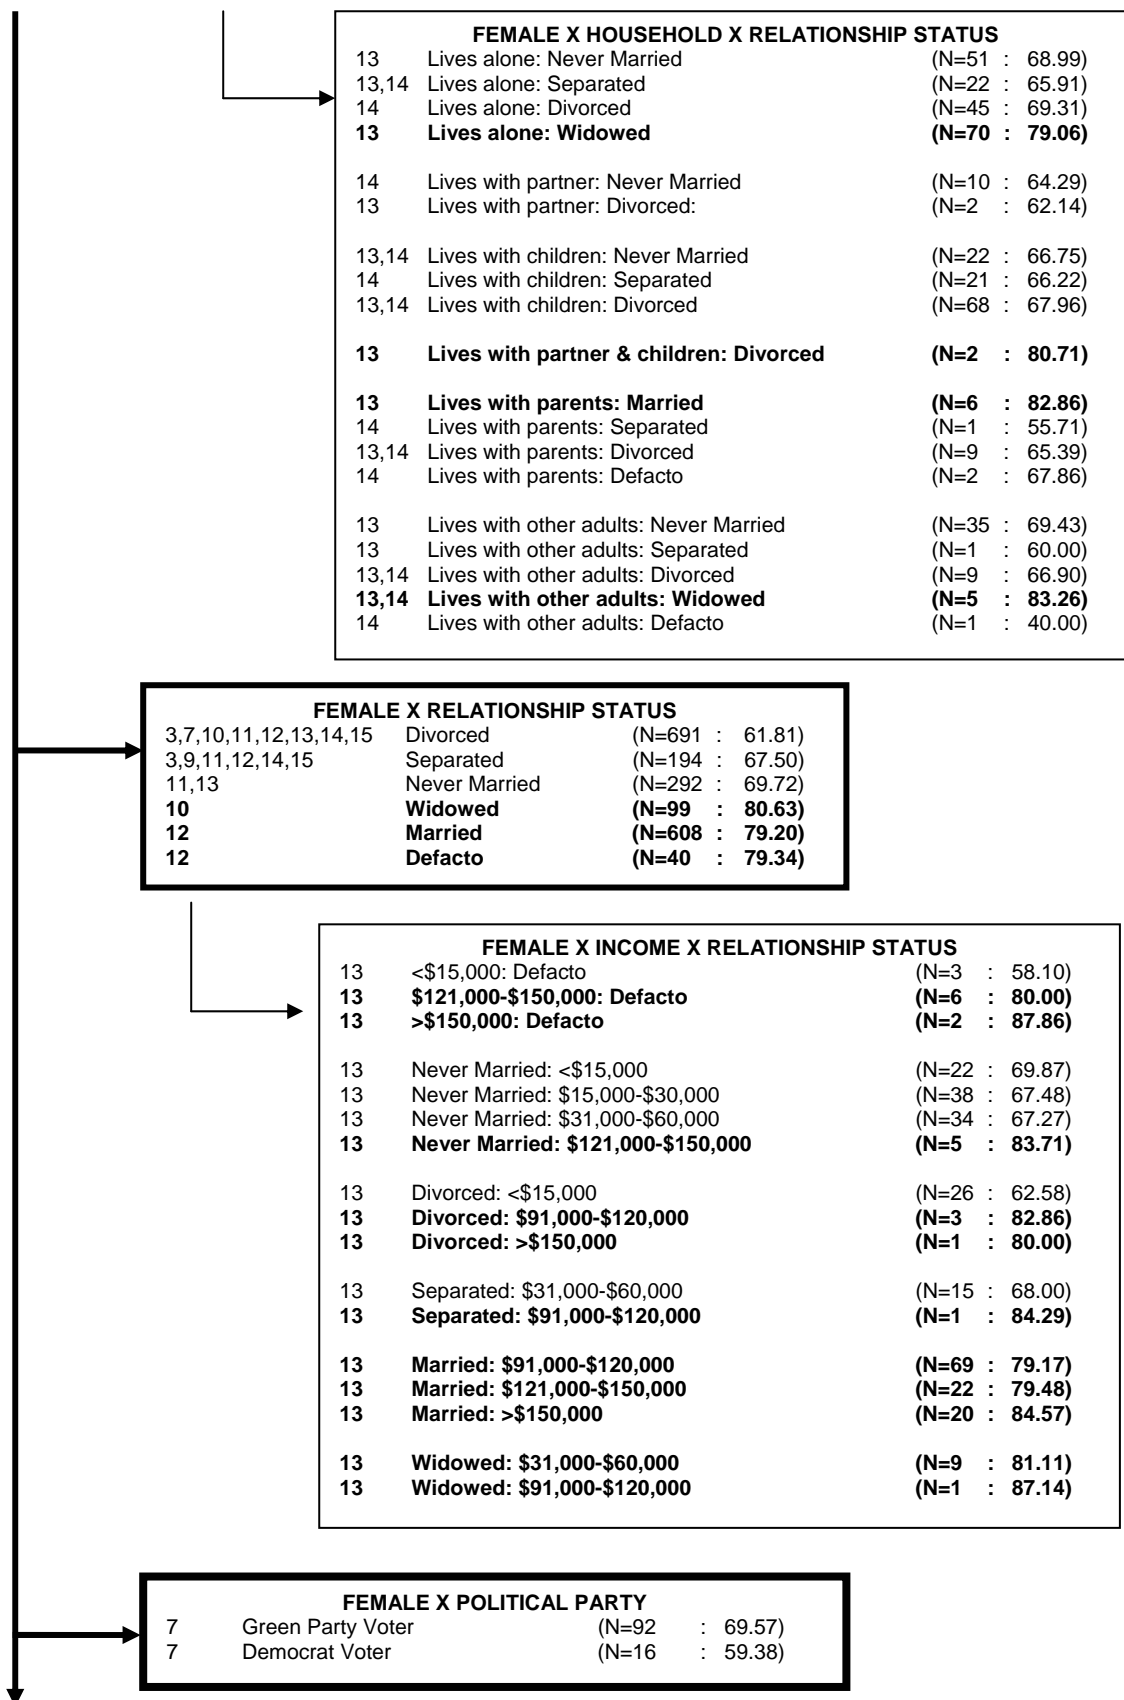 FEMALE X HOUSEHOLD X RELATIONSHIP STATUS
13 Lives alone: Never Married (N=51 : 68.99)
13,14 Lives alone: Separated (N=22 : 65.91)
14 Lives alone: Divorced (N=45 : 69.31)
13 Lives alone: Widowed (N=70 : 79.06)
14 Lives with partner: Never Married (N=10 : 64.29)
13 Lives with partner: Divorced: (N=2 : 62.14)
13,14 Lives with children: Never Married (N=22 : 66.75)
14 Lives with children: Separated (N=21 : 66.22)
13,14 Lives with children: Divorced (N=68 : 67.96)
13 Lives with partner & children: Divorced (N=2 : 80.71)
13 Lives with parents: Married (N=6 : 82.86)
14 Lives with parents: Separated (N=1 : 55.71)
13,14 Lives with parents: Divorced (N=9 : 65.39)
14 Lives with parents: Defacto (N=2 : 67.86)
13 Lives with other adults: Never Married (N=35 : 69.43)
13 Lives with other adults: Separated (N=1 : 60.00)
13,14 Lives with other adults: Divorced (N=9 : 66.90)
13,14 Lives with other adults: Widowed (N=5 : 83.26)
14 Lives with other adults: Defacto (N=1 : 40.00)
FEMALE X RELATIONSHIP STATUS
3,7,10,11,12,13,14,15 Divorced (N=691 : 61.81)
3,9,11,12,14,15 Separated (N=194 : 67.50)
11,13 Never Married (N=292 : 69.72)
10 Widowed (N=99 : 80.63)
12 Married (N=608 : 79.20)
12 Defacto (N=40 : 79.34)
FEMALE X INCOME X RELATIONSHIP STATUS
13 <$15,000: Defacto (N=3 : 58.10)
13 $121,000-$150,000: Defacto (N=6 : 80.00)
13 >$150,000: Defacto (N=2 : 87.86)
13 Never Married: <$15,000 (N=22 : 69.87)
13 Never Married: $15,000-$30,000 (N=38 : 67.48)
13 Never Married: $31,000-$60,000 (N=34 : 67.27)
13 Never Married: $121,000-$150,000 (N=5 : 83.71)
13 Divorced: <$15,000 (N=26 : 62.58)
13 Divorced: $91,000-$120,000 (N=3 : 82.86)
13 Divorced: >$150,000 (N=1 : 80.00)
13 Separated: $31,000-$60,000 (N=15 : 68.00)
13 Separated: $91,000-$120,000 (N=1 : 84.29)
13 Married: $91,000-$120,000 (N=69 : 79.17)
13 Married: $121,000-$150,000 (N=22 : 79.48)
13 Married: >$150,000 (N=20 : 84.57)
13 Widowed: $31,000-$60,000 (N=9 : 81.11)
13 Widowed: $91,000-$120,000 (N=1 : 87.14)
FEMALE X POLITICAL PARTY
7 Green Party Voter (N=92 : 69.57)
7 Democrat Voter (N=16 : 59.38)